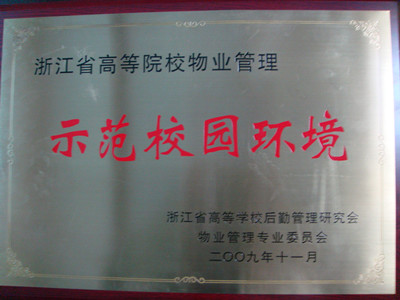 浙江省高等院校物业管理
示范校园环境
浙江省高等学校后勤管理研究会
物业管理专业委员会
二〇〇九年十一月